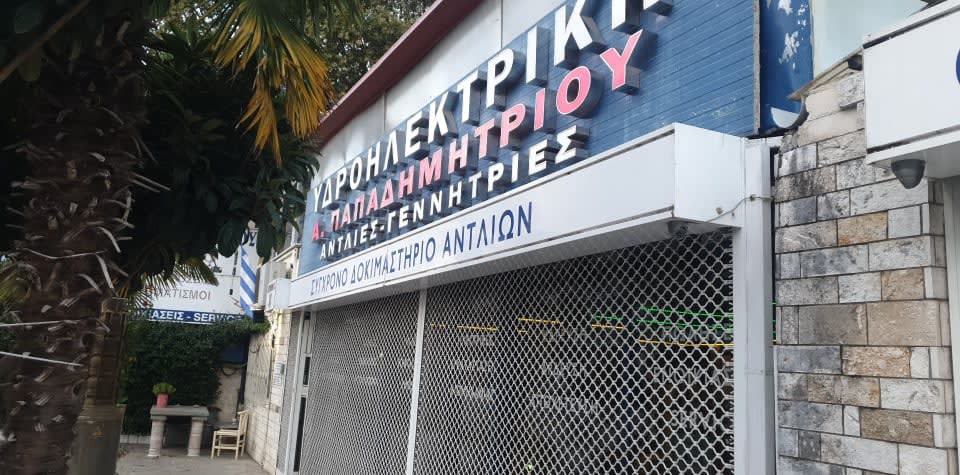 ΥΔΡΟΗΛΕΚΤΡΙΚΗ
Α. ΠΑΠΑΔΗΜΗΤΡΙΟΥ
ΑΝΤΛΙΕΣ-ΓΕΝΝΗΤΡΙΕΣ
ΣΥΓΧΡΟΝΟ ΔΟΚΙΜΑΣΤΗΡΙΟ ΑΝΤΛΙΩΝ